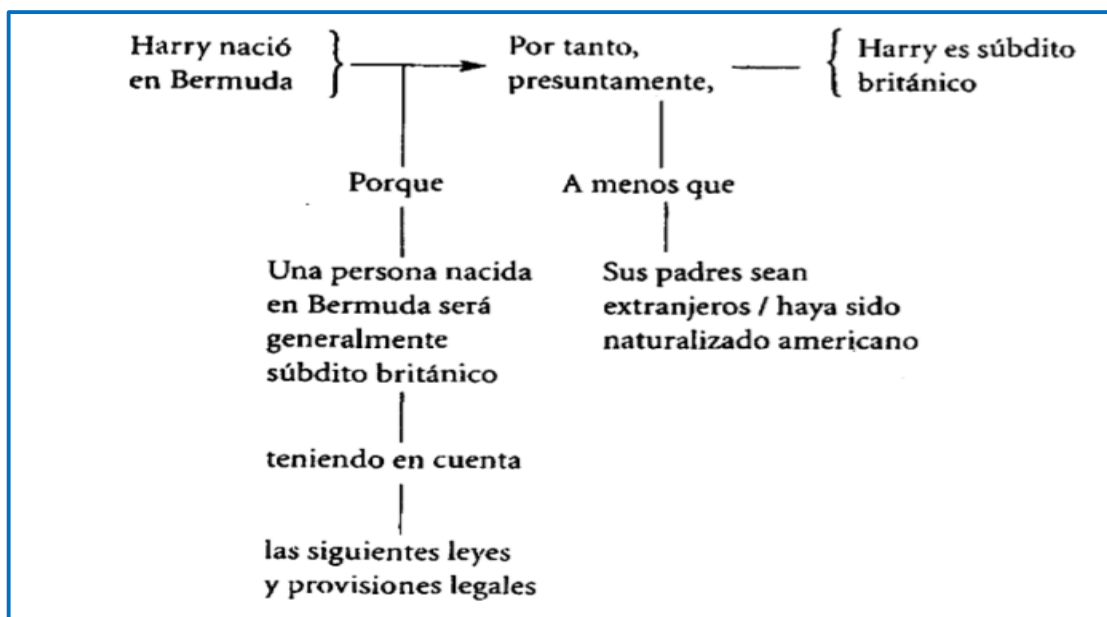 Harry nació
en Bermuda
Por tanto,
presuntamente,
Harry es súbdito
británico
Porque
A menos que
Una persona nacida
en Bermuda será
generalmente
súbdito británico
Sus padres sean
extranjeros / haya sido
naturalizado americano
teniendo en cuenta
las siguientes leyes
y provisiones legales